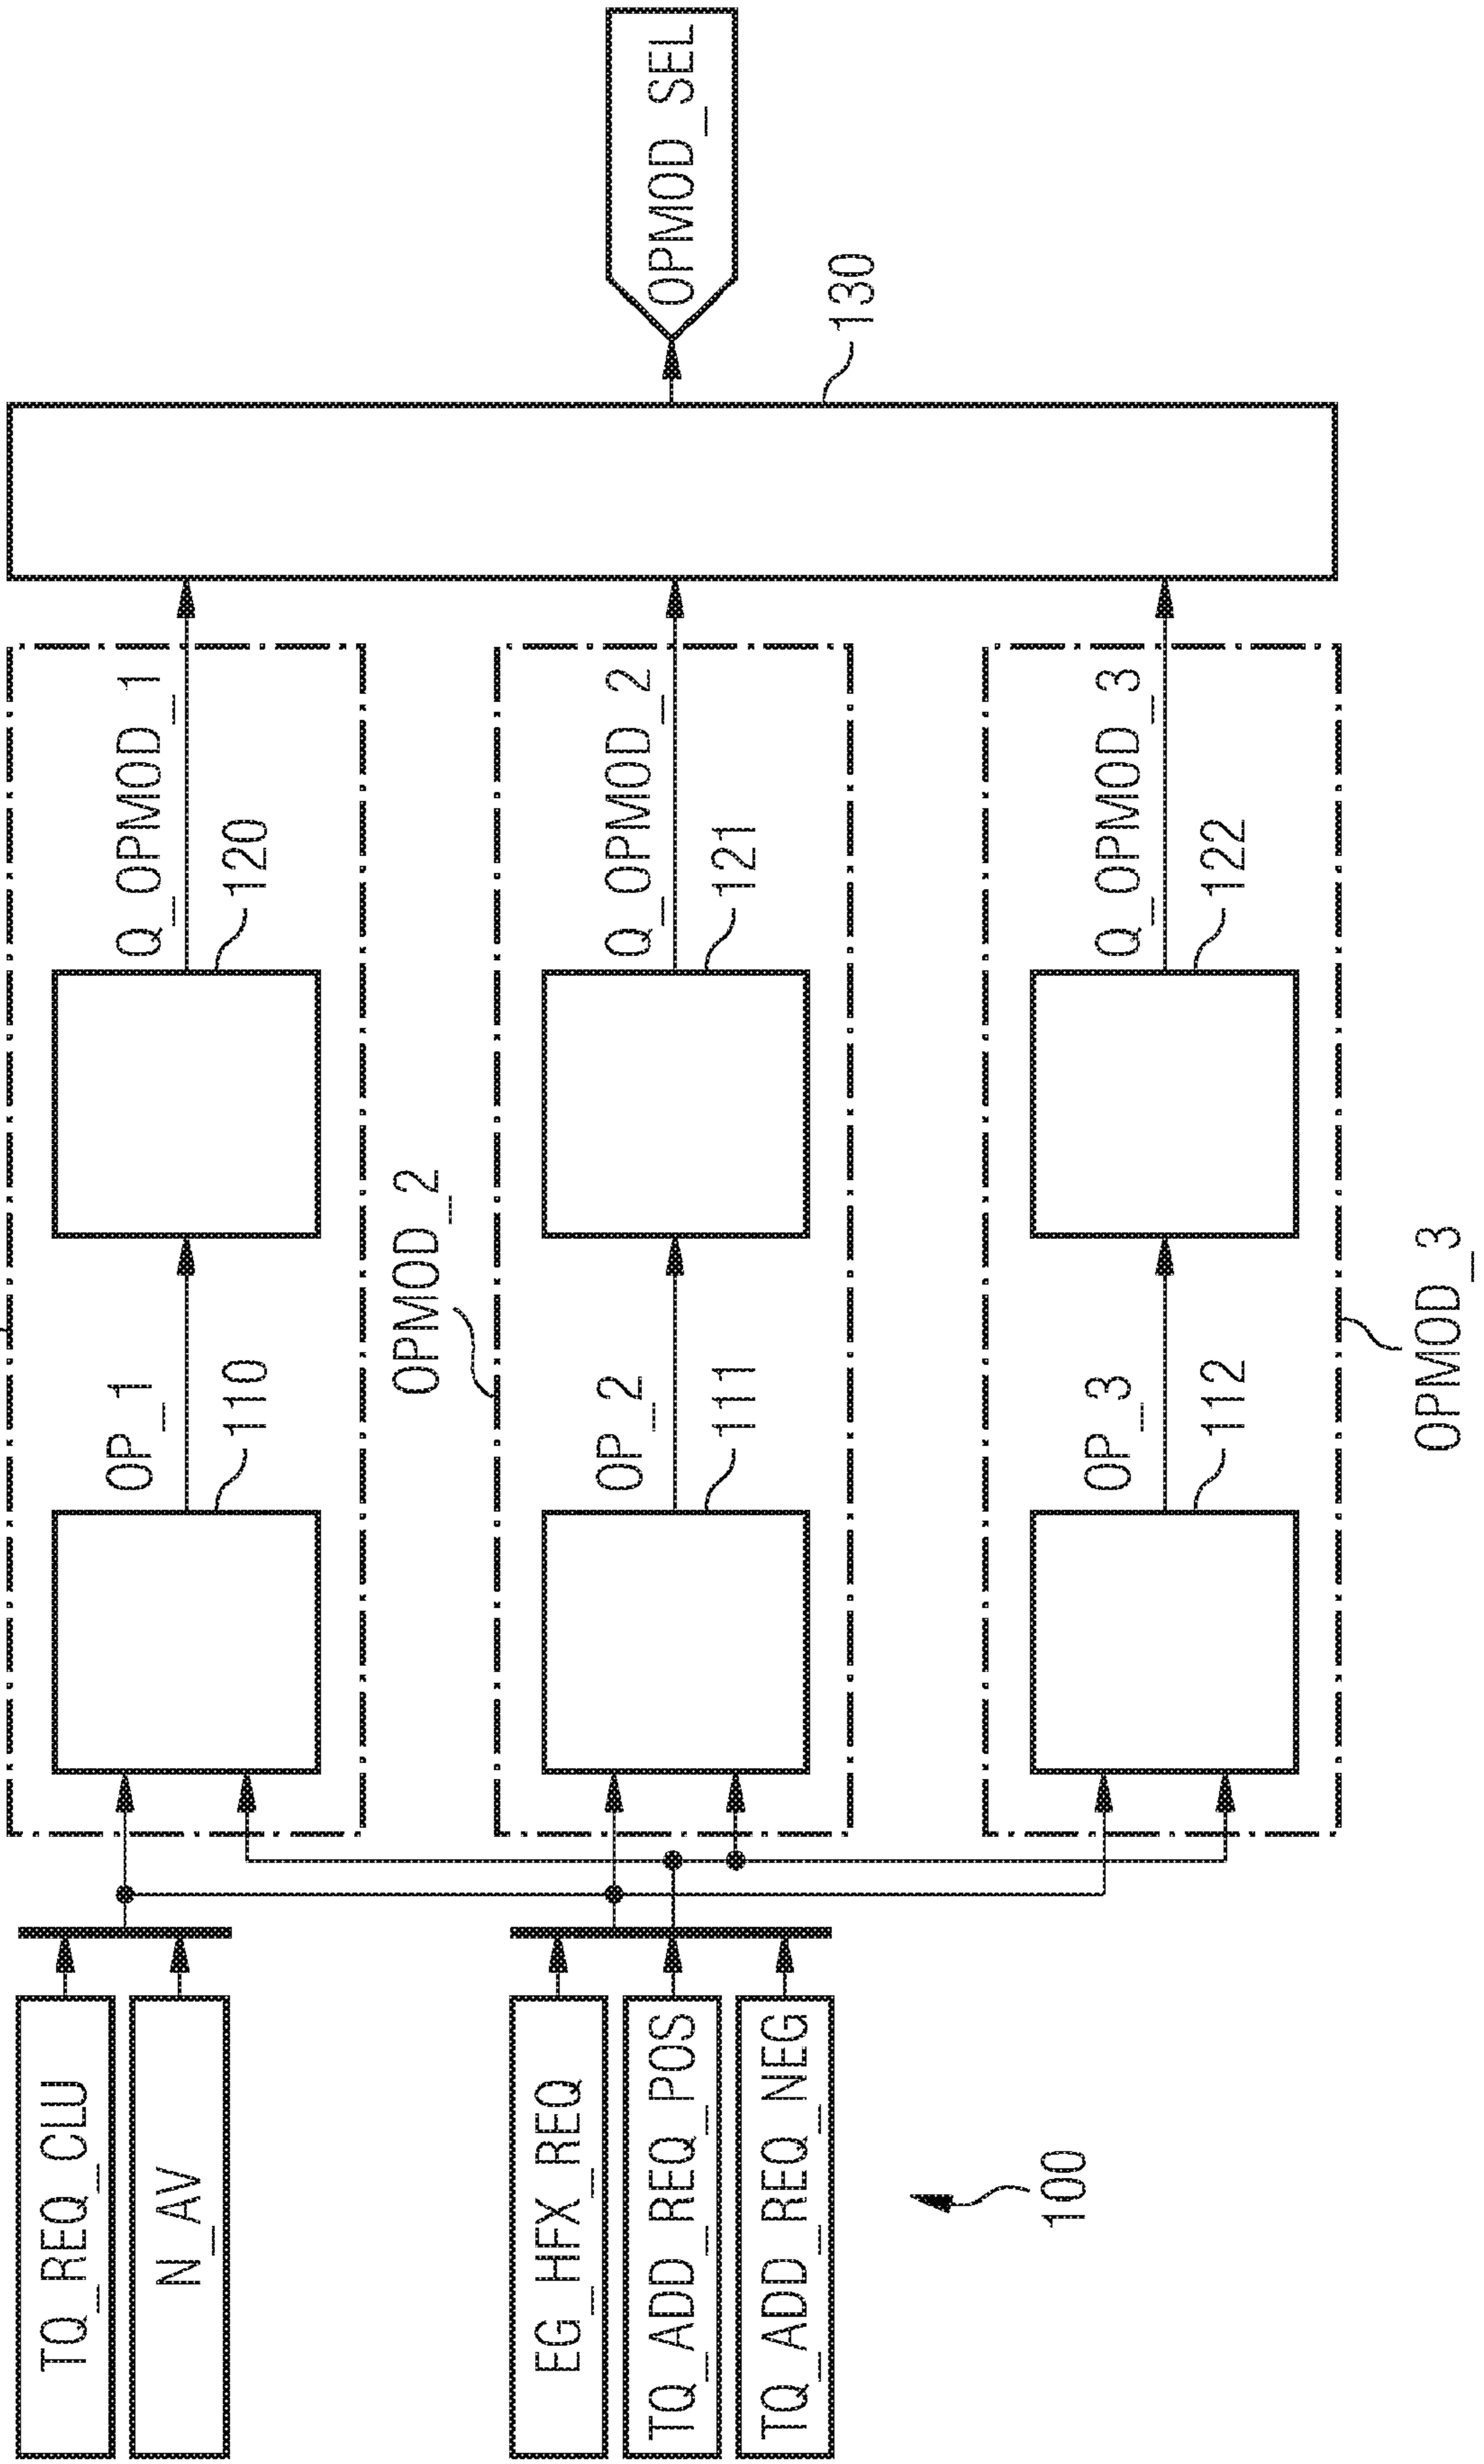 TQ_REQ_CLU
N_AV
EG_HFX_REQ
TQ_ADD_REQ_POS
TQ_ADD_REQ_NEG
100
OP_1
110
Q_OPMOD_1
120
OPMOD_2
OP_2
111
Q_OPMOD_2
121
OP_3
112
Q_OPMOD_3
122
OPMOD_3
130
OPMOD_SEL